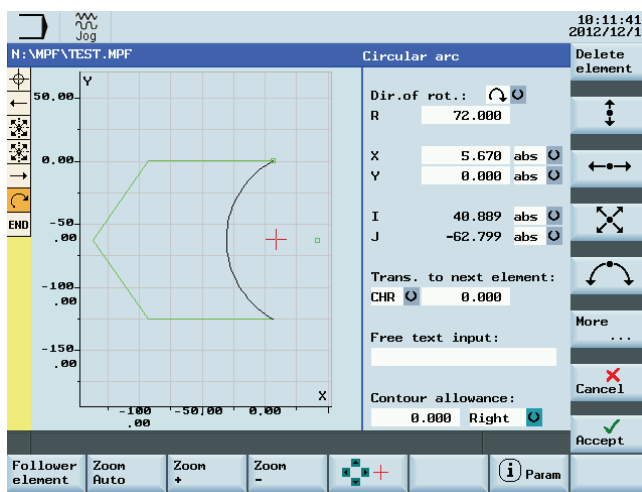 Jog
10:11:41
2012/12/1
N:\MPF\TEST.MPF
Circular arc
Delete
element
Y
50.00
0.00
-50
.00
-100
.00
-150
.00
END
-100
.00
-50.00
0.00
X
Dir.of rot.:
R 72.000
X 5.670 abs
Y 0.000 abs
I 40.889 abs
J -62.799 abs
Trans. to next element:
CHR 0.000
Free text input:
Contour allowance:
0.000 Right
More
...
Cancel
Accept
Follower
element
Zoom
Auto
Zoom
+
Zoom
-
i Param